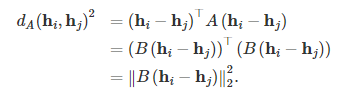 d_A(h_i, h_j)^2 = (h_i − h_j)^⊤ A (h_i − h_j)
= (B (h_i − h_j))^⊤ (B (h_i − h_j))
= ‖B (h_i − h_j)‖_2^2.